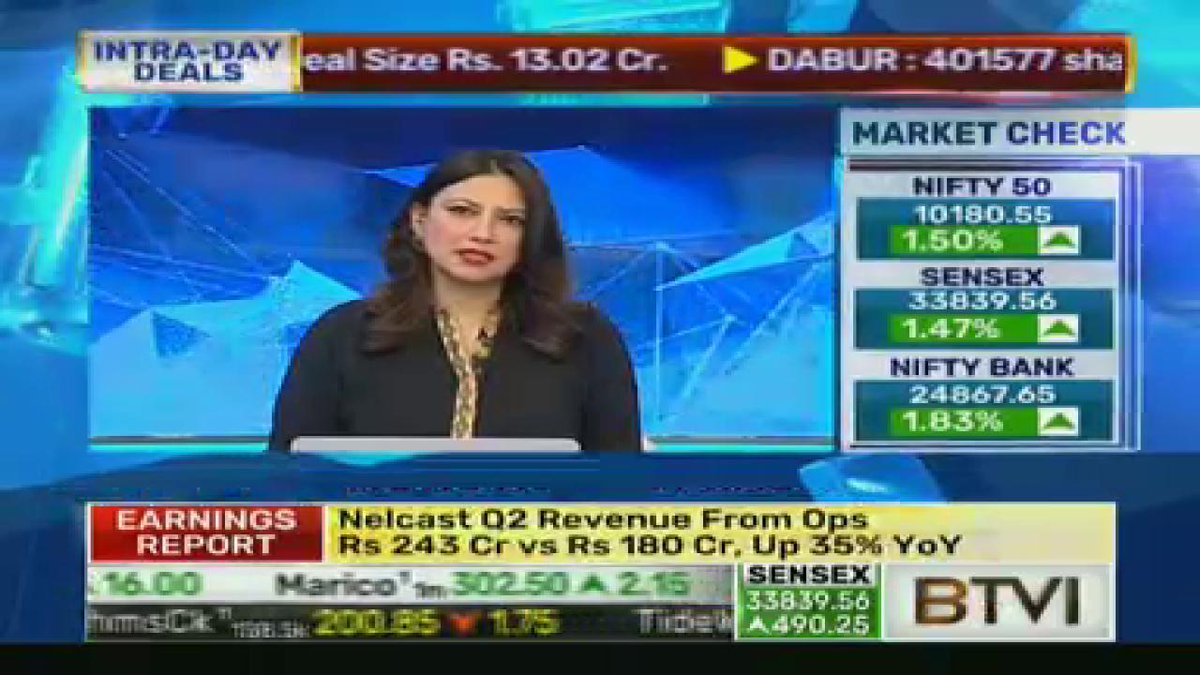 INTRA-DAY
DEALS
eal Size Rs. 13.02 Cr.
DABUR : 401577 sha
MARKET CHECK
NIFTY 50
10180.55
1.50%
SENSEX
33839.56
1.47%
NIFTY BANK
24867.65
1.83%
EARNINGS
REPORT
Nelcast Q2 Revenue From Ops
Rs 243 Cr vs Rs 180 Cr, Up 35% YoY
16.00 Marico 1m 302.50 2.15
200.85 1.75
SENSEX
33839.56
490.25
BTVI